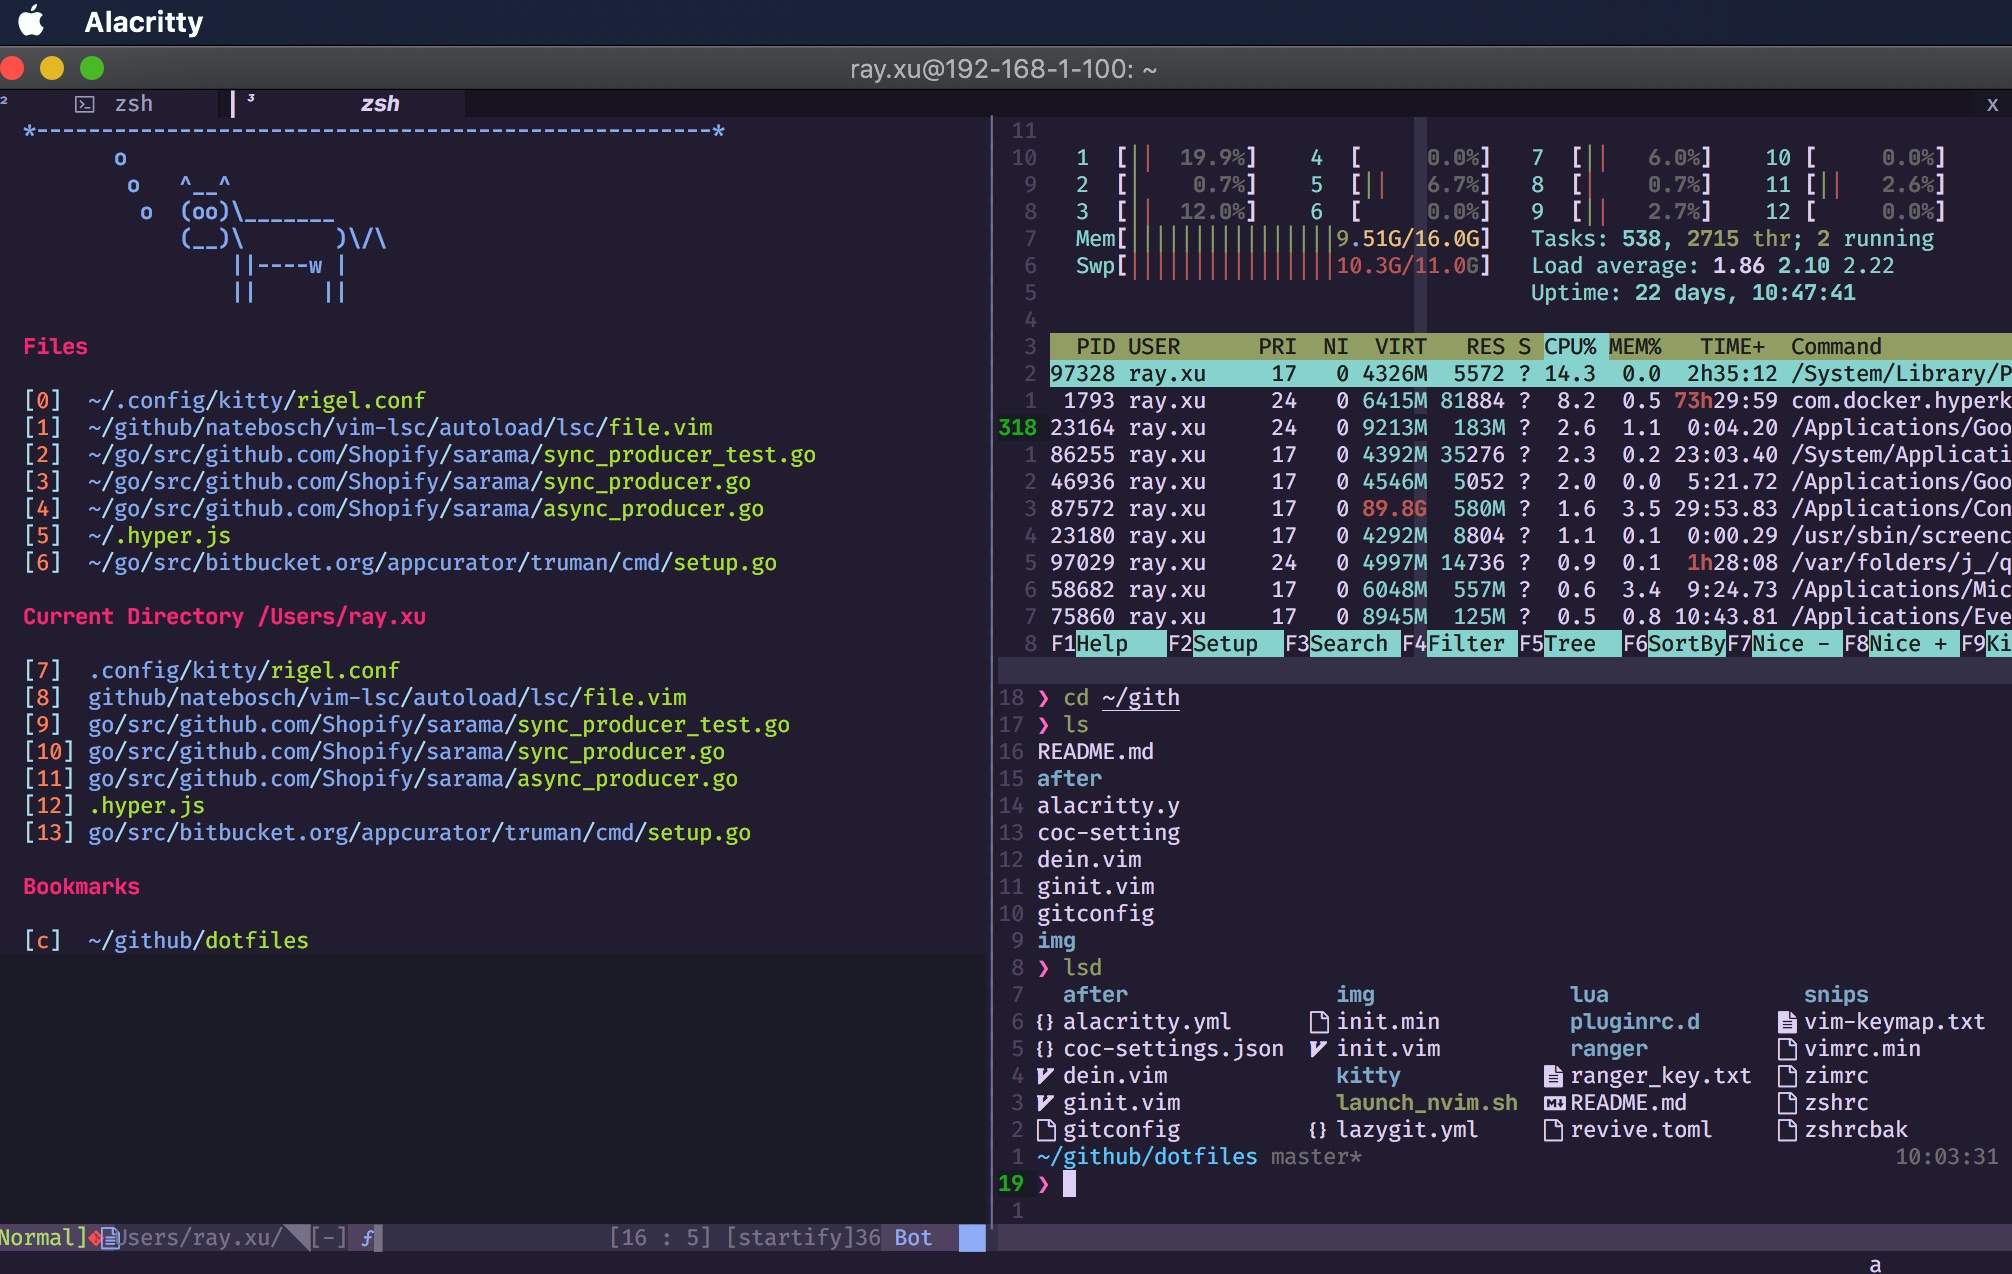 Alacritty
ray.xu@192-168-1-100: ~
2 zsh 3 zsh x
*----------------------------------------------------*
o
o ^__^
o (oo)\_______
(__)\ )\/\
||----w |
|| ||
Files
[0] ~/.config/kitty/rigel.conf
[1] ~/github/natebosch/vim-lsc/autoload/lsc/file.vim
[2] ~/go/src/github.com/Shopify/sarama/sync_producer_test.go
[3] ~/go/src/github.com/Shopify/sarama/sync_producer.go
[4] ~/go/src/github.com/Shopify/sarama/async_producer.go
[5] ~/.hyper.js
[6] ~/go/src/bitbucket.org/appcurator/truman/cmd/setup.go
Current Directory /Users/ray.xu
[7] .config/kitty/rigel.conf
[8] github/natebosch/vim-lsc/autoload/lsc/file.vim
[9] go/src/github.com/Shopify/sarama/sync_producer_test.go
[10] go/src/github.com/Shopify/sarama/sync_producer.go
[11] go/src/github.com/Shopify/sarama/async_producer.go
[12] .hyper.js
[13] go/src/bitbucket.org/appcurator/truman/cmd/setup.go
Bookmarks
[c] ~/github/dotfiles
Normal] Users/ray.xu/ [-] f [16 : 5] [startify]36 Bot
11
10 1 [|| 19.9%] 4 [ 0.0%] 7 [|| 6.0%] 10 [ 0.0%]
9 2 [| 0.7%] 5 [|| 6.7%] 8 [| 0.7%] 11 [|| 2.6%]
8 3 [|| 12.0%] 6 [ 0.0%] 9 [|| 2.7%] 12 [ 0.0%]
7 Mem[||||||||||||||||9.51G/16.0G] Tasks: 538, 2715 thr; 2 running
6 Swp[||||||||||||||||10.3G/11.0G] Load average: 1.86 2.10 2.22
5 Uptime: 22 days, 10:47:41
4
3 PID USER PRI NI VIRT RES S CPU% MEM% TIME+ Command
2 97328 ray.xu 17 0 4326M 5572 ? 14.3 0.0 2h35:12 /System/Library/P
1 1793 ray.xu 24 0 6415M 81884 ? 8.2 0.5 73h29:59 com.docker.hyperk
318 23164 ray.xu 24 0 9213M 183M ? 2.6 1.1 0:04.20 /Applications/Goo
1 86255 ray.xu 17 0 4392M 35276 ? 2.3 0.2 23:03.40 /System/Applicati
2 46936 ray.xu 17 0 4546M 5052 ? 2.0 0.0 5:21.72 /Applications/Goo
3 87572 ray.xu 17 0 89.8G 580M ? 1.6 3.5 29:53.83 /Applications/Con
4 23180 ray.xu 17 0 4292M 8804 ? 1.1 0.1 0:00.29 /usr/sbin/screenc
5 97029 ray.xu 24 0 4997M 14736 ? 0.9 0.1 1h28:08 /var/folders/j_/q
6 58682 ray.xu 17 0 6048M 557M ? 0.6 3.4 9:24.73 /Applications/Mic
7 75860 ray.xu 17 0 8945M 125M ? 0.5 0.8 10:43.81 /Applications/Eve
8 F1Help F2Setup F3Search F4Filter F5Tree F6SortByF7Nice - F8Nice + F9Ki
18 ❯ cd ~/gith
17 ❯ ls
16 README.md
15 after
14 alacritty.y
13 coc-setting
12 dein.vim
11 ginit.vim
10 gitconfig
9 img
8 ❯ lsd
7 after img lua snips
6 {} alacritty.yml init.min pluginrc.d vim-keymap.txt
5 {} coc-settings.json init.vim ranger vimrc.min
4 dein.vim kitty ranger_key.txt zimrc
3 ginit.vim launch_nvim.sh README.md zshrc
2 gitconfig {} lazygit.yml revive.toml zshrcbak
1 ~/github/dotfiles master* 10:03:31
19 ❯
1
a